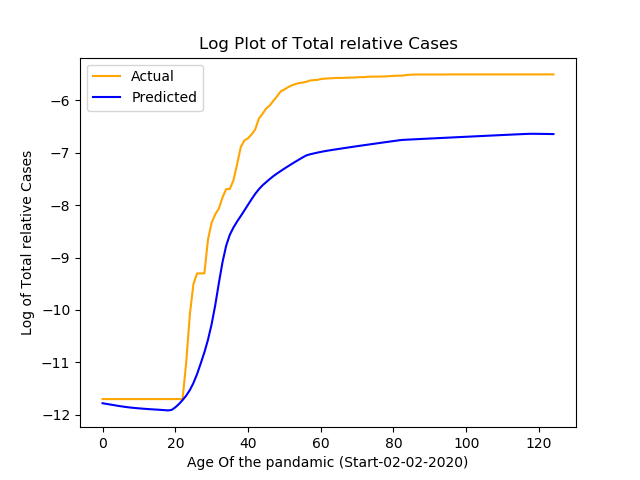 Log Plot of Total relative Cases
Actual
Predicted
Log of Total relative Cases
−6
−7
−8
−9
−10
−11
−12
0 20 40 60 80 100 120
Age Of the pandamic (Start-02-02-2020)